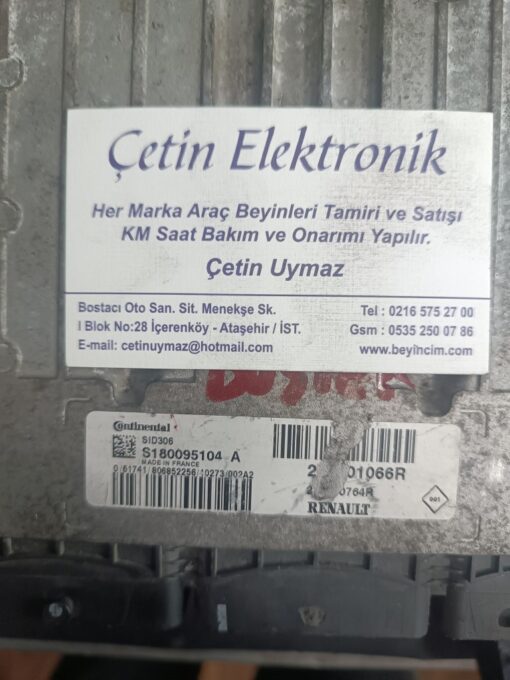 Çetin Elektronik
Her Marka Araç Beyinleri Tamiri ve Satışı
KM Saat Bakım ve Onarımı Yapılır.
Çetin Uymaz
Bostacı Oto San. Sit. Menekşe Sk.
I Blok No:28 İçerenköy - Ataşehir / İST.
E-mail: cetinuymaz@hotmail.com
Tel : 0216 575 27 00
Gsm : 0535 250 07 86
www.beyîncim.com
Continental
SID306
S180095104 A
MADE IN FRANCE
RENAULT
001